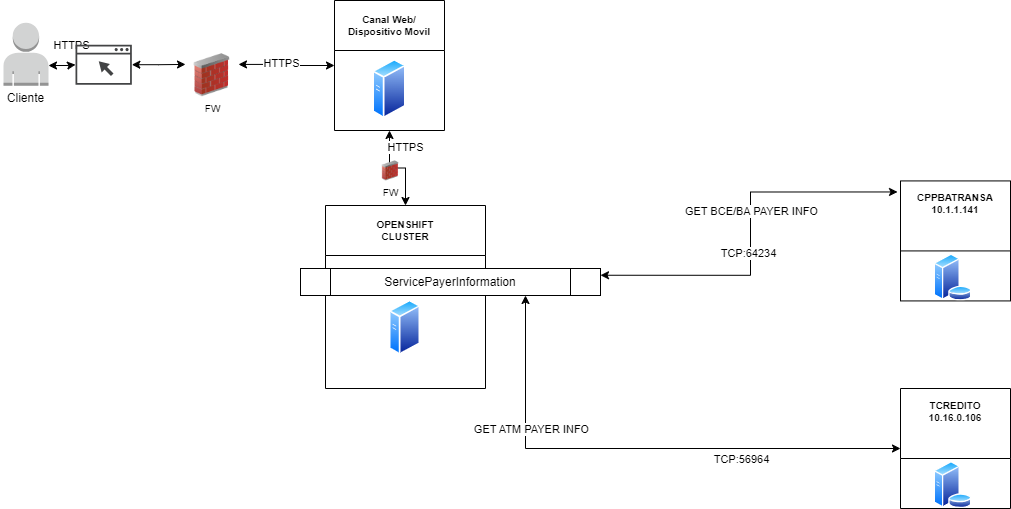 Canal Web/
Dispositivo Movil
HTTPS
Cliente
FW
HTTPS
HTTPS
FW
OPENSHIFT
CLUSTER
ServicePayerInformation
GET BCE/BA PAYER INFO
TCP:64234
CPPBATRANSA
10.1.1.141
GET ATM PAYER INFO
TCP:56964
TCREDITO
10.16.0.106